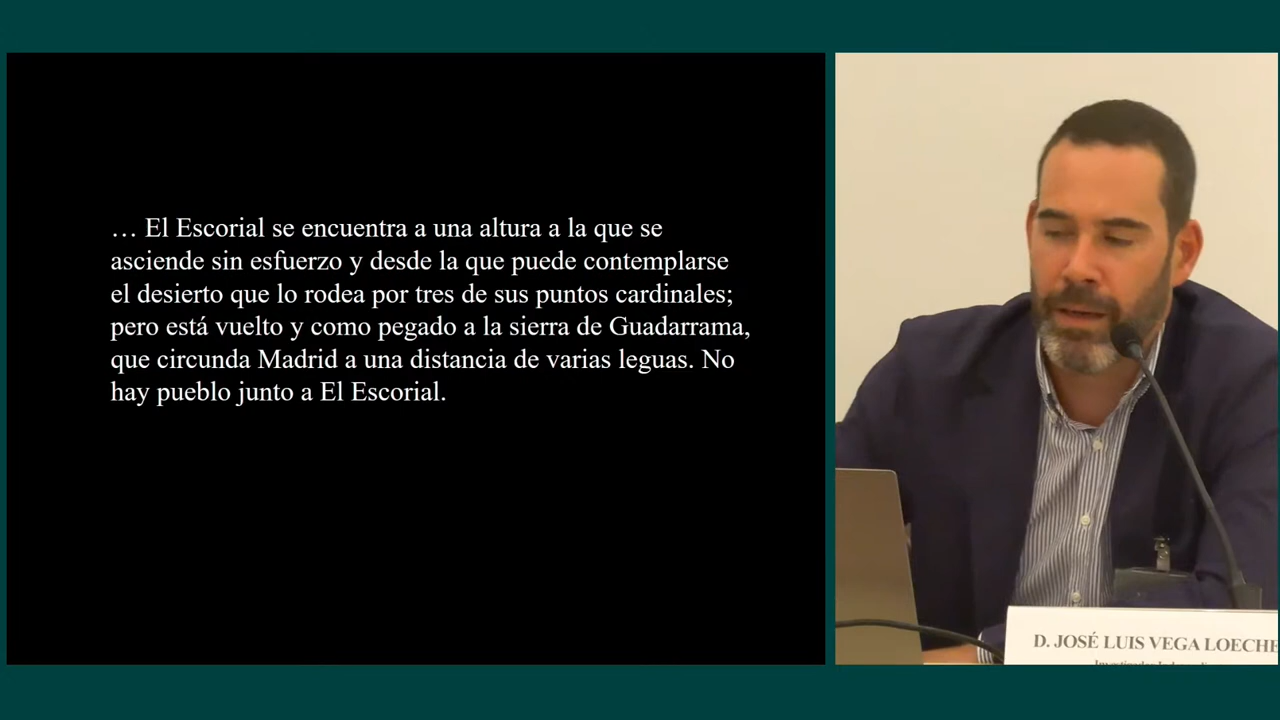 … El Escorial se encuentra a una altura a la que se
asciende sin esfuerzo y desde la que puede contemplarse
el desierto que lo rodea por tres de sus puntos cardinales;
pero está vuelto y como pegado a la sierra de Guadarrama,
que circunda Madrid a una distancia de varias leguas. No
hay pueblo junto a El Escorial.
D. JOSÉ LUIS VEGA LOECHE